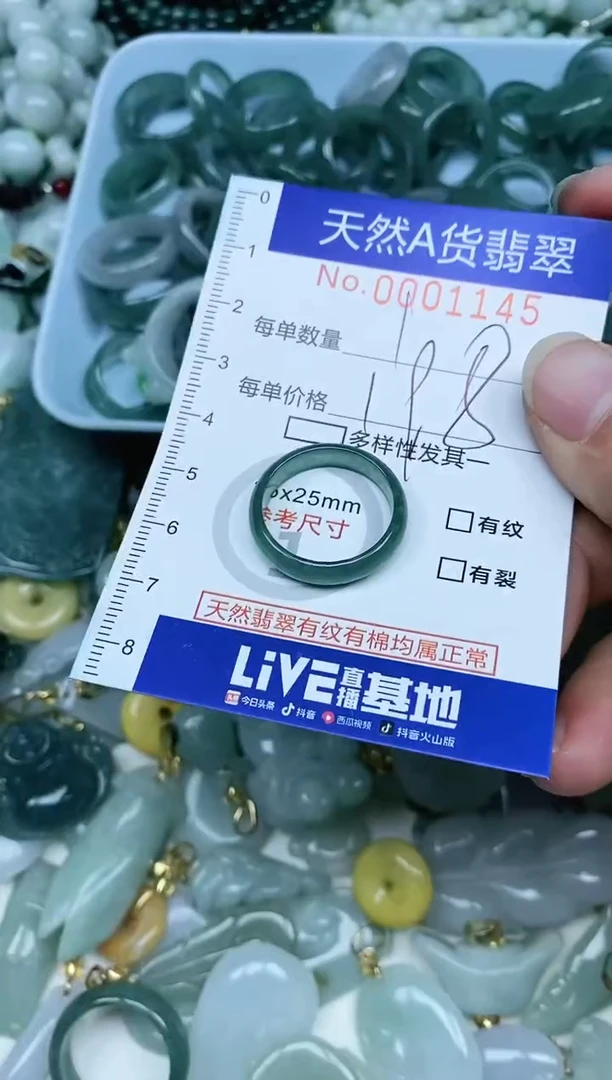 0
1
2
3
4
5
6
7
8
天然A货翡翠
No.0001145
每单数量 1
每单价格 198
多样性发其一
x25mm
参考尺寸
有纹
有裂
天然翡翠有纹有棉均属正常
LiVE直播基地
头条 今日头条 抖音 西瓜视频 抖音火山版